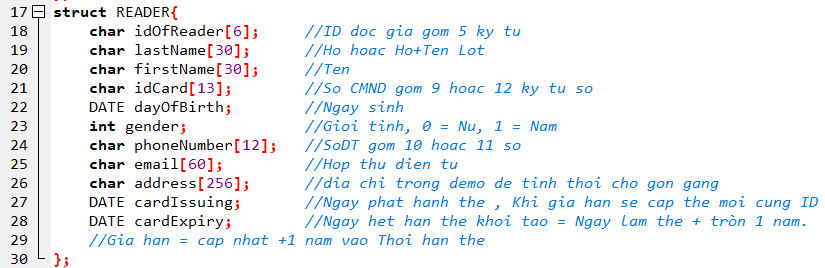 17 struct READER{
18 char idOfReader[6]; //ID doc gia gom 5 ky tu
19 char lastName[30]; //Ho hoac Ho+Ten Lot
20 char firstName[30]; //Ten
21 char idCard[13]; //So CMND gom 9 hoac 12 ky tu so
22 DATE dayOfBirth; //Ngay sinh
23 int gender; //Gioi tinh, 0 = Nu, 1 = Nam
24 char phoneNumber[12]; //SoDT gom 10 hoac 11 so
25 char email[60]; //Hop thu dien tu
26 char address[256]; //dia chi trong demo de tinh thoi cho gon gang
27 DATE cardIssuing; //Ngay phat hanh the , Khi gia han se cap the moi cung ID
28 DATE cardExpiry; //Ngay het han the khoi tao = Ngay lam the + tròn 1 nam.
29 //Gia han = cap nhat +1 nam vao Thoi han the
30 };